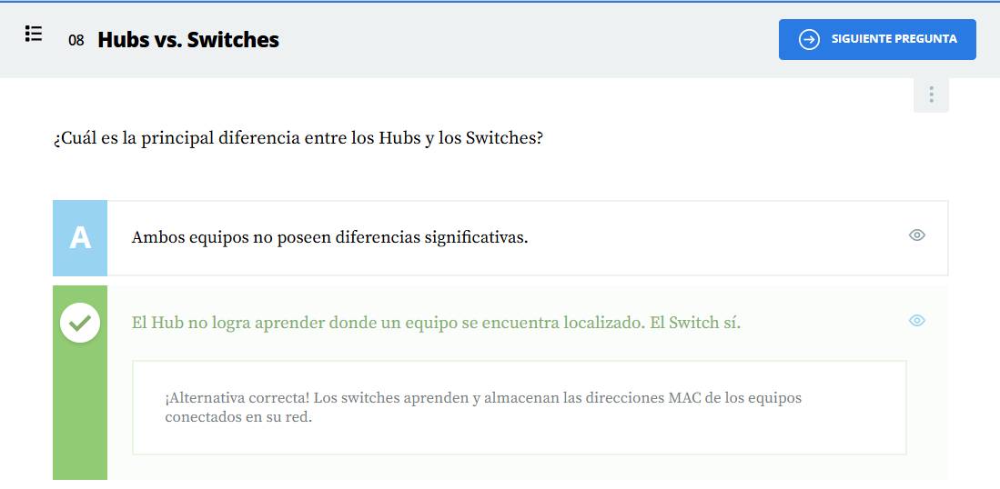 08 Hubs vs. Switches
SIGUIENTE PREGUNTA
¿Cuál es la principal diferencia entre los Hubs y los Switches?
A
Ambos equipos no poseen diferencias significativas.
El Hub no logra aprender donde un equipo se encuentra localizado. El Switch sí.
¡Alternativa correcta! Los switches aprenden y almacenan las direcciones MAC de los equipos
conectados en su red.